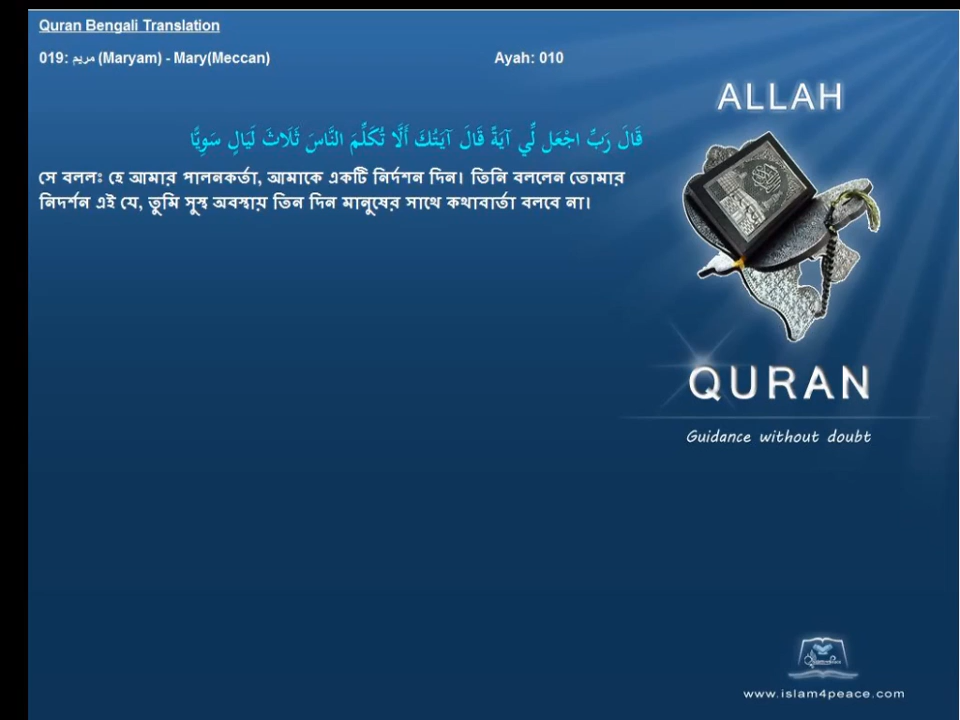 Quran Bengali Translation
019: مريم (Maryam) - Mary(Meccan)
Ayah: 010
قَالَ رَبِّ اجْعَل لِّي آيَةً قَالَ آيَتُكَ أَلَّا تُكَلِّمَ النَّاسَ ثَلَاثَ لَيَالٍ سَوِيًّا
সে বললঃ হে আমার পালনকর্তা, আমাকে একটি নির্দশন দিন। তিনি বললেন তোমার
নিদর্শন এই যে, তুমি সুস্থ অবস্থায় তিন দিন মানুষের সাথে কথাবার্তা বলবে না।
ALLAH
QURAN
Guidance without doubt
www.islam4peace.com